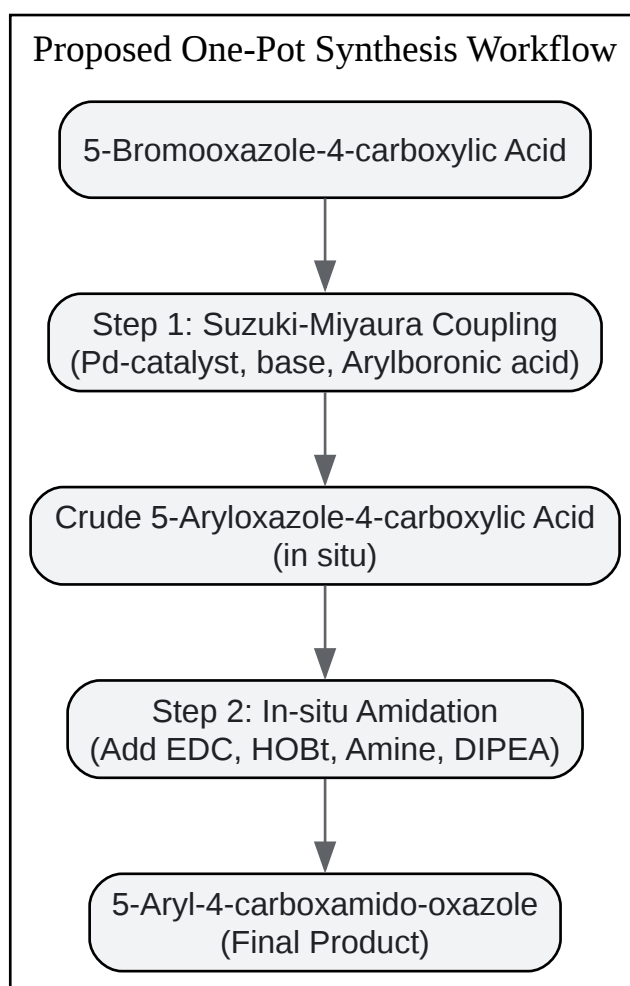 Proposed One-Pot Synthesis Workflow
5-Bromooxazole-4-carboxylic Acid
Step 1: Suzuki-Miyaura Coupling
(Pd-catalyst, base, Arylboronic acid)
Crude 5-Aryloxazole-4-carboxylic Acid
(in situ)
Step 2: In-situ Amidation
(Add EDC, HOBt, Amine, DIPEA)
5-Aryl-4-carboxamido-oxazole
(Final Product)